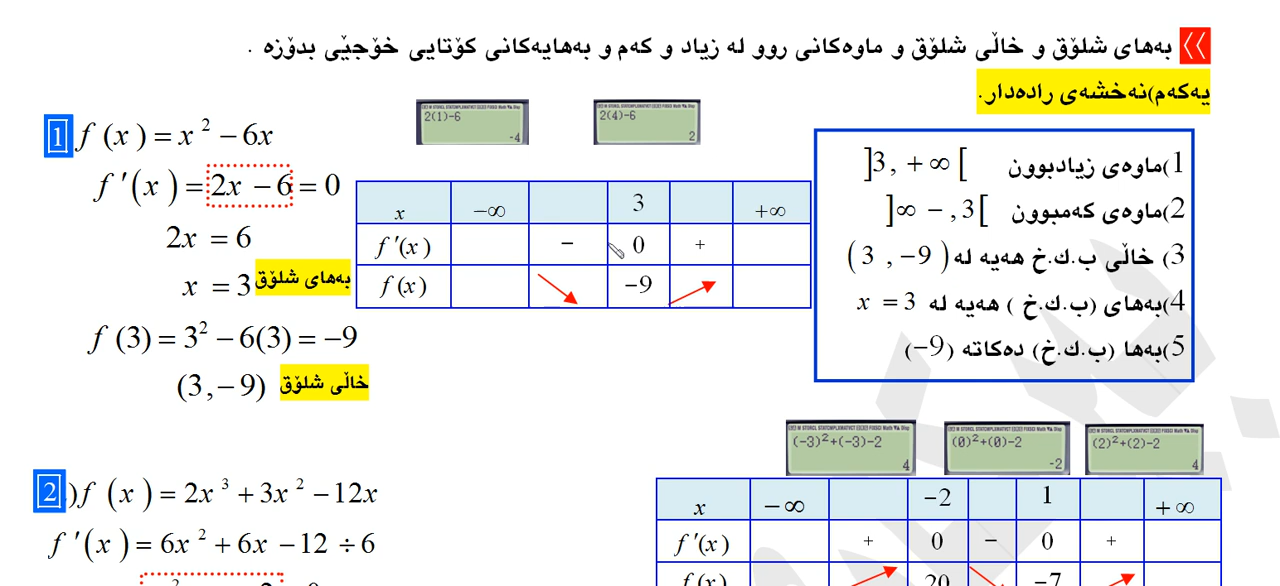 《 بەهای شلۆق و خاڵی شلۆق و ماوەکانی روو لە زیاد و کەم و بەهایەکانی کۆتایی خۆجێی بدۆزە .
یەکەم)نەخشەی رادەدار.
1 f (x) = x² − 6x
f ′(x) = 2x − 6 = 0
2x = 6
x = 3 بەهای شلۆق
f (3) = 3² − 6(3) = −9
(3, −9) خاڵی شلۆق
2(1)-6
-4
2(4)-6
2
x −∞ 3 +∞
f ′(x) − 0 +
f (x) −9
1)ماوەی زیادبوون ]3, +∞[
2)ماوەی کەمبوون ]∞ − ,3[
3) خاڵی ب.ك.خ هەیە لە( 3 , −9 )
4)بەهای (ب.ك.خ ) هەیە لە x = 3
5)بەها (ب.ك.خ) دەکاتە (−9)
2)f (x) = 2x³ + 3x² − 12x
f ′(x) = 6x² + 6x − 12 ÷ 6
(-3)²+(-3)-2
4
(0)²+(0)-2
-2
(2)²+(2)-2
4
x −∞ −2 1 +∞
f ′(x) + 0 − 0 +
f (x) 20 −7